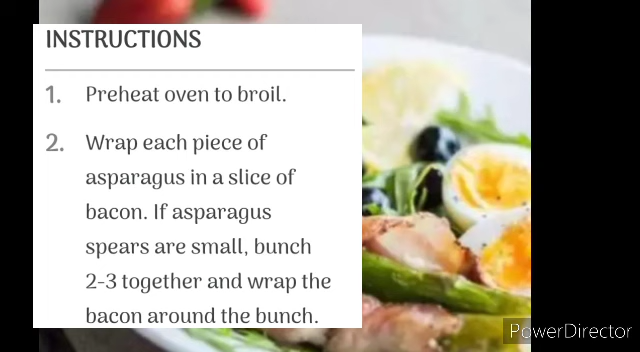 INSTRUCTIONS
1. Preheat oven to broil.
2. Wrap each piece of
asparagus in a slice of
bacon. If asparagus
spears are small, bunch
2-3 together and wrap the
bacon around the bunch.
PowerDirector